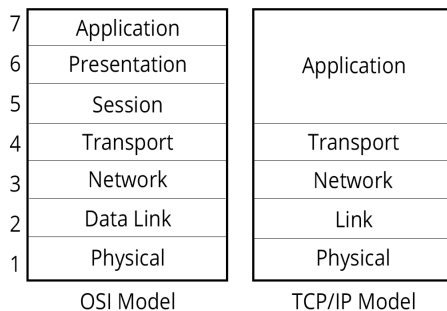 7 Application
6 Presentation
5 Session
4 Transport
3 Network
2 Data Link
1 Physical
OSI Model
Application
Transport
Network
Link
Physical
TCP/IP Model